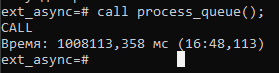 ext_async=# call process_queue();
CALL
Время: 1008113,358 мс (16:48,113)
ext_async=#